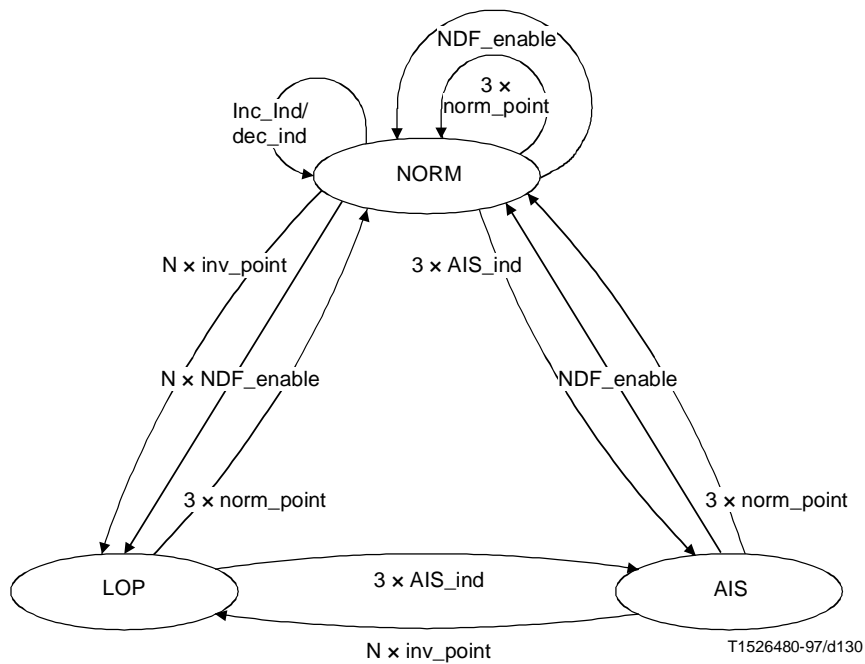 NDF_enable
3 ×
norm_point
Inc_Ind/
dec_ind
NORM
N × inv_point
3 × AIS_ind
N × NDF_enable
NDF_enable
3 × norm_point
3 × norm_point
LOP
3 × AIS_ind
AIS
N × inv_point
T1526480-97/d130